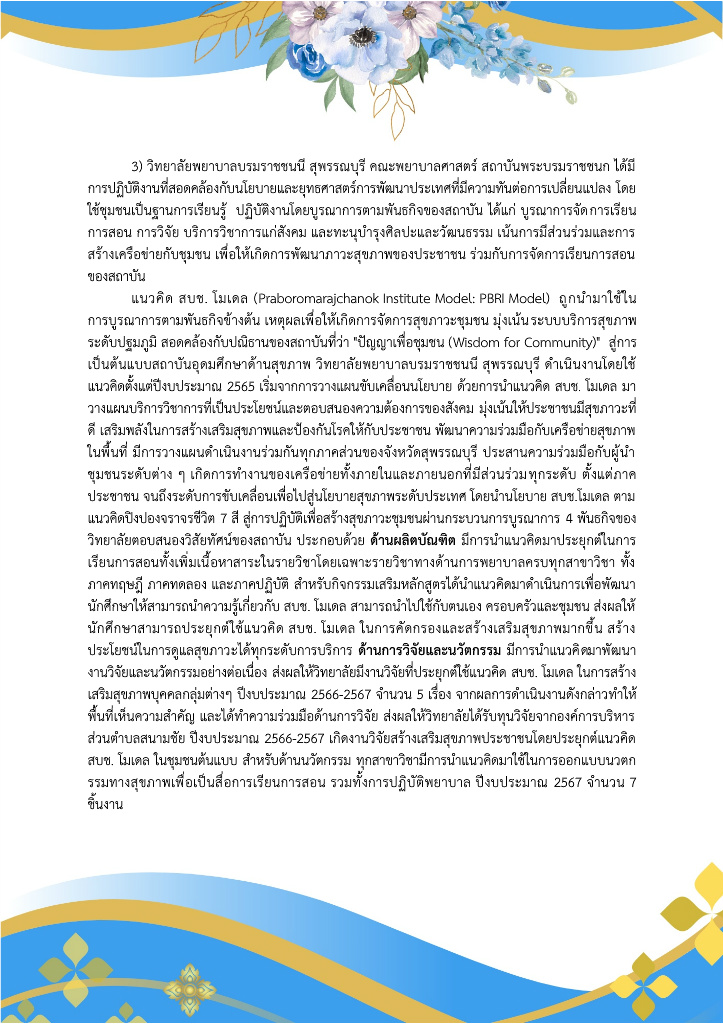 3) วิทยาลัยพยาบาลบรมราชชนนี สุพรรณบุรี คณะพยาบาลศาสตร์ สถาบันพระบรมราชชนก ได้มี
การปฏิบัติงานที่สอดคล้องกับนโยบายและยุทธศาสตร์การพัฒนาประเทศที่มีความทันต่อการเปลี่ยนแปลง โดย
ใช้ชุมชนเป็นฐานการเรียนรู้ ปฏิบัติงานโดยบูรณาการตามพันธกิจของสถาบัน ได้แก่ บูรณาการจัดการเรียน
การสอน การวิจัย บริการวิชาการแก่สังคม และทะนุบำรุงศิลปะและวัฒนธรรม เน้นการมีส่วนร่วมและการ
สร้างเครือข่ายกับชุมชน เพื่อให้เกิดการพัฒนาภาวะสุขภาพของประชาชน ร่วมกับการจัดการเรียนการสอน
ของสถาบัน
แนวคิด สบช. โมเดล (Praboromarajchanok Institute Model: PBRI Model) ถูกนำมาใช้ใน
การบูรณาการตามพันธกิจข้างต้น เหตุผลเพื่อให้เกิดการจัดการสุขภาวะชุมชน มุ่งเน้นระบบบริการสุขภาพ
ระดับปฐมภูมิ สอดคล้องกับปณิธานของสถาบันที่ว่า "ปัญญาเพื่อชุมชน (Wisdom for Community)" สู่การ
เป็นต้นแบบสถาบันอุดมศึกษาด้านสุขภาพ วิทยาลัยพยาบาลบรมราชชนนี สุพรรณบุรี ดำเนินงานโดยใช้
แนวคิดตั้งแต่ปีงบประมาณ 2565 เริ่มจากการวางแผนขับเคลื่อนนโยบาย ด้วยการนำแนวคิด สบช. โมเดล มา
วางแผนบริการวิชาการที่เป็นประโยชน์และตอบสนองความต้องการของสังคม มุ่งเน้นให้ประชาชนมีสุขภาวะที่
ดี เสริมพลังในการสร้างเสริมสุขภาพและป้องกันโรคให้กับประชาชน พัฒนาความร่วมมือกับเครือข่ายสุขภาพ
ในพื้นที่ มีการวางแผนดำเนินงานร่วมกันทุกภาคส่วนของจังหวัดสุพรรณบุรี ประสานความร่วมมือกับผู้นำ
ชุมชนระดับต่าง ๆ เกิดการทำงานของเครือข่ายทั้งภายในและภายนอกที่มีส่วนร่วมทุกระดับ ตั้งแต่ภาค
ประชาชน จนถึงระดับการขับเคลื่อนเพื่อไปสู่นโยบายสุขภาพระดับประเทศ โดยนำนโยบาย สบช.โมเดล ตาม
แนวคิดปิงปองจราจรชีวิต 7 สี สู่การปฏิบัติเพื่อสร้างสุขภาวะชุมชนผ่านกระบวนการบูรณาการ 4 พันธกิจของ
วิทยาลัยตอบสนองวิสัยทัศน์ของสถาบัน ประกอบด้วย ด้านผลิตบัณฑิต มีการนำแนวคิดมาประยุกต์ในการ
เรียนการสอนทั้งเพิ่มเนื้อหาสาระในรายวิชาโดยเฉพาะรายวิชาทางด้านการพยาบาลครบทุกสาขาวิชา ทั้ง
ภาคทฤษฎี ภาคทดลอง และภาคปฏิบัติ สำหรับกิจกรรมเสริมหลักสูตรได้นำแนวคิดมาดำเนินการเพื่อพัฒนา
นักศึกษาให้สามารถนำความรู้เกี่ยวกับ สบช. โมเดล สามารถนำไปใช้กับตนเอง ครอบครัวและชุมชน ส่งผลให้
นักศึกษาสามารถประยุกต์ใช้แนวคิด สบช. โมเดล ในการคัดกรองและสร้างเสริมสุขภาพมากขึ้น สร้าง
ประโยชน์ในการดูแลสุขภาวะได้ทุกระดับการบริการ ด้านการวิจัยและนวัตกรรม มีการนำแนวคิดมาพัฒนา
งานวิจัยและนวัตกรรมอย่างต่อเนื่อง ส่งผลให้วิทยาลัยมีงานวิจัยที่ประยุกต์ใช้แนวคิด สบช. โมเดล ในการสร้าง
เสริมสุขภาพบุคคลกลุ่มต่างๆ ปีงบประมาณ 2566-2567 จำนวน 5 เรื่อง จากผลการดำเนินงานดังกล่าวทำให้
พื้นที่เห็นความสำคัญ และได้ทำความร่วมมือด้านการวิจัย ส่งผลให้วิทยาลัยได้รับทุนวิจัยจากองค์การบริหาร
ส่วนตำบลสนามชัย ปีงบประมาณ 2566-2567 เกิดงานวิจัยสร้างเสริมสุขภาพประชาชนโดยประยุกต์แนวคิด
สบช. โมเดล ในชุมชนต้นแบบ สำหรับด้านนวัตกรรม ทุกสาขาวิชามีการนำแนวคิดมาใช้ในการออกแบบนวตก
รรมทางสุขภาพเพื่อเป็นสื่อการเรียนการสอน รวมทั้งการปฏิบัติพยาบาล ปีงบประมาณ 2567 จำนวน 7
ชิ้นงาน